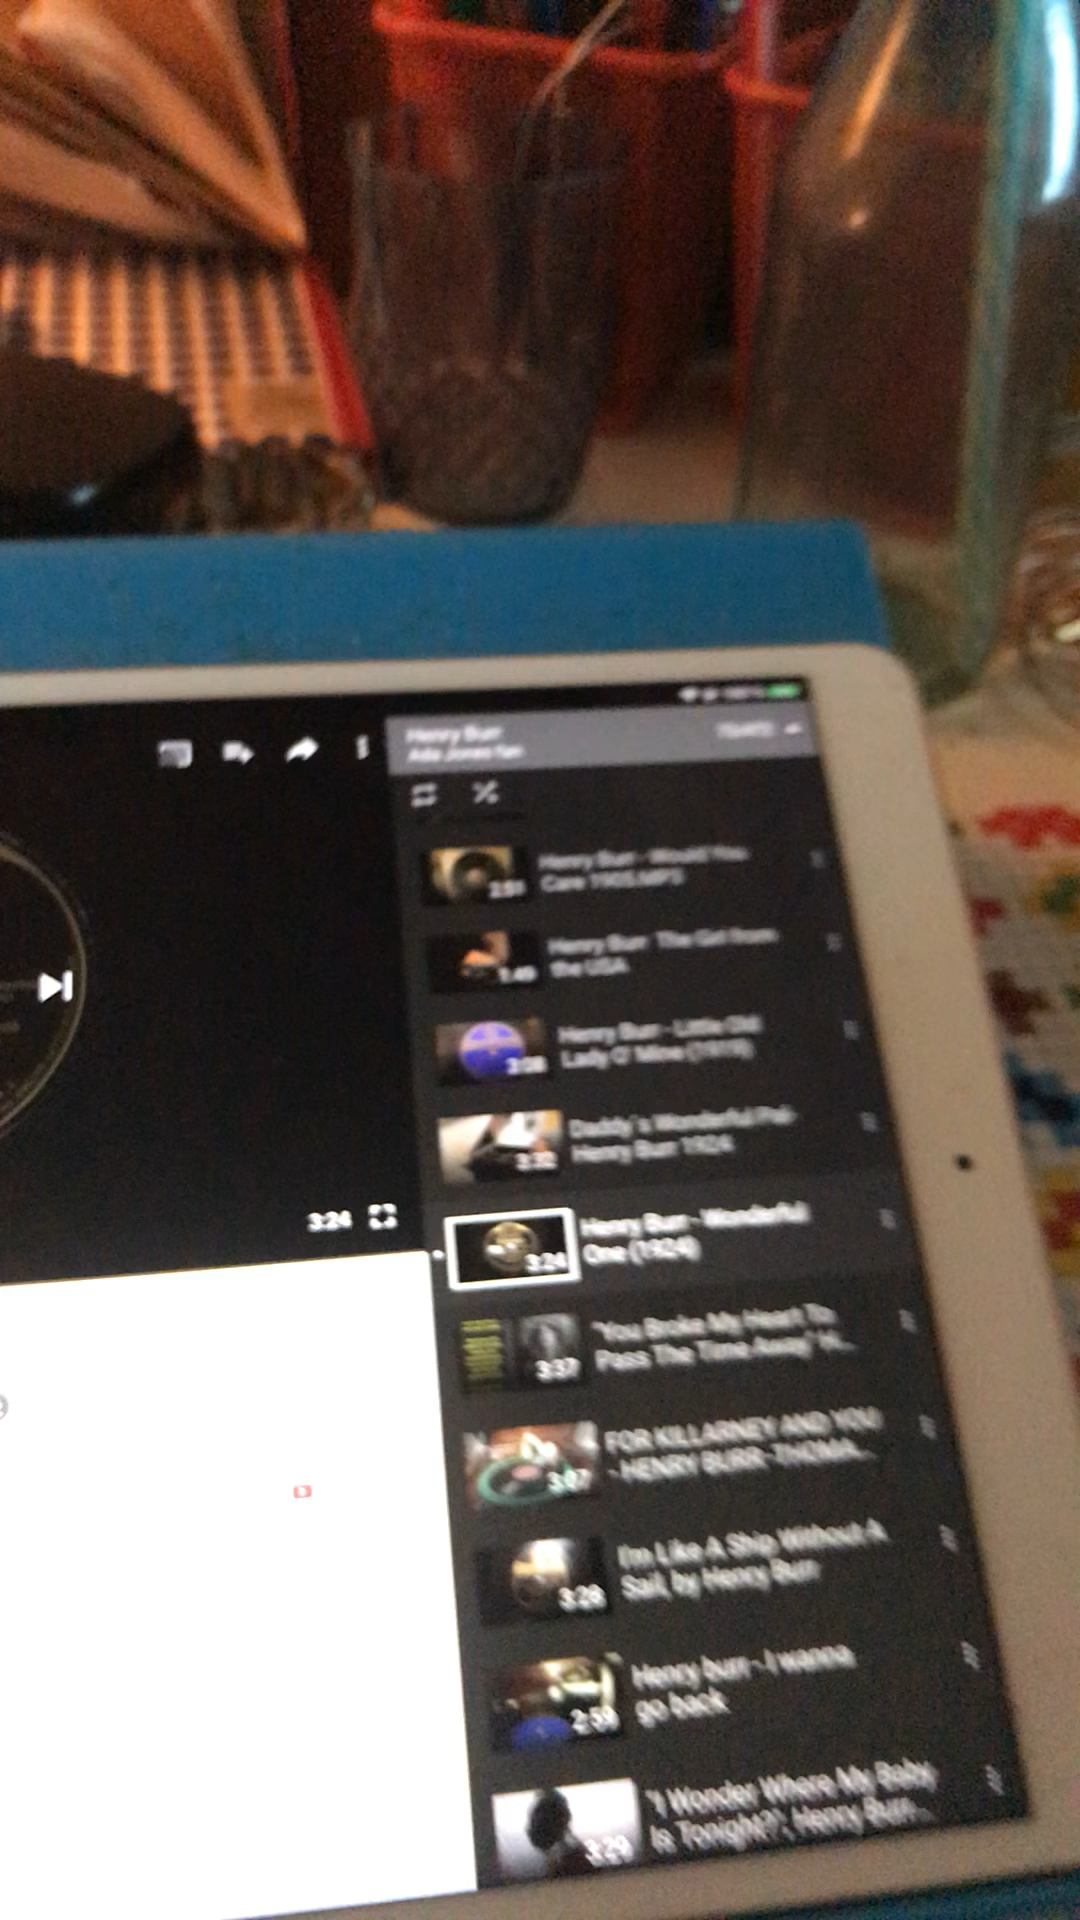 Henry Burr
Ada Jones fan
Henry Burr - Would You
Care 1905.MP3
2:51
Henry Burr The Girl from
the USA
1:49
Henry Burr - Little Old
Lady O' Mine (1919)
3:08
Daddy's Wonderful Pal-
Henry Burr 1924
3:32
3:24
Henry Burr - Wonderful
One (1924)
3:24
"You Broke My Heart To
Pass The Time Away" H...
3:37
FOR KILLARNEY AND YOU
- HENRY BURR-THOMA...
3:07
I'm Like A Ship Without A
Sail, by Henry Burr
3:28
Henry burr - I wanna
go back
2:59
"I Wonder Where My Baby
Is Tonight?", Henry Burr...
3:29